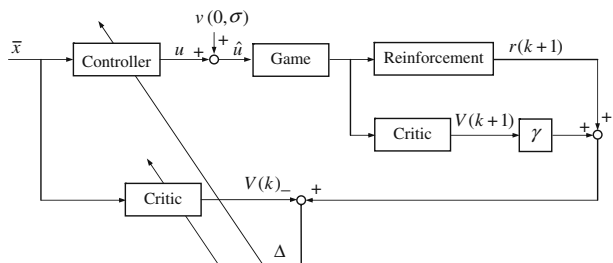 v(0, σ)
x̄
Controller
u
+
+
û
Game
Reinforcement
r(k+1)
Critic
V(k+1)
γ
+
+
Critic
V(k)
−
+
Δ